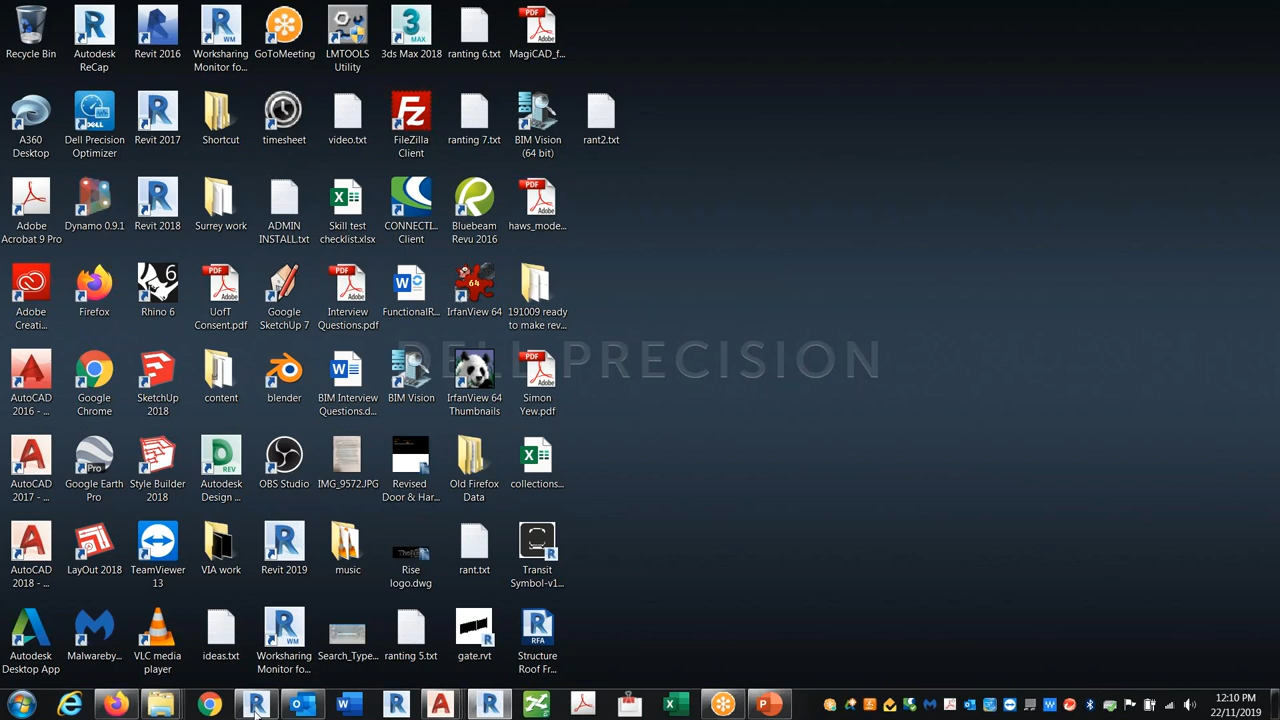 Recycle Bin
Autodesk
ReCap
Revit 2016
Worksharing
Monitor fo...
GoToMeeting
LMTOOLS
Utility
3ds Max 2018
ranting 6.txt
MagiCAD_f...
A360
Desktop
Dell Precision
Optimizer
Revit 2017
Shortcut
timesheet
video.txt
FileZilla
Client
ranting 7.txt
BIM Vision
(64 bit)
rant2.txt
Adobe
Acrobat 9 Pro
Dynamo 0.9.1
Revit 2018
Surrey work
ADMIN
INSTALL.txt
Skill test
checklist.xlsx
CONNECTI...
Client
Bluebeam
Revu 2016
haws_mode...
Adobe
Creati...
Firefox
Rhino 6
UofT
Consent.pdf
Google
SketchUp 7
Interview
Questions.pdf
FunctionalR...
IrfanView 64
191009 ready
to make rev...
DELL PRECISION
AutoCAD
2016 - ...
Google
Chrome
SketchUp
2018
content
blender
BIM Interview
Questions.d...
BIM Vision
IrfanView 64
Thumbnails
Simon
Yew.pdf
AutoCAD
2017 - ...
Google Earth
Pro
Style Builder
2018
Autodesk
Design ...
OBS Studio
IMG_9572.JPG
Revised
Door & Har...
Old Firefox
Data
collections...
AutoCAD
2018 - ...
LayOut 2018
TeamViewer
13
VIA work
Revit 2019
music
Rise
logo.dwg
rant.txt
Transit
Symbol-v1...
Autodesk
Desktop App
Malwareby...
VLC media
player
ideas.txt
Worksharing
Monitor fo...
Search_Type...
ranting 5.txt
gate.rvt
Structure
Roof Fr...
12:10 PM
22/11/2019